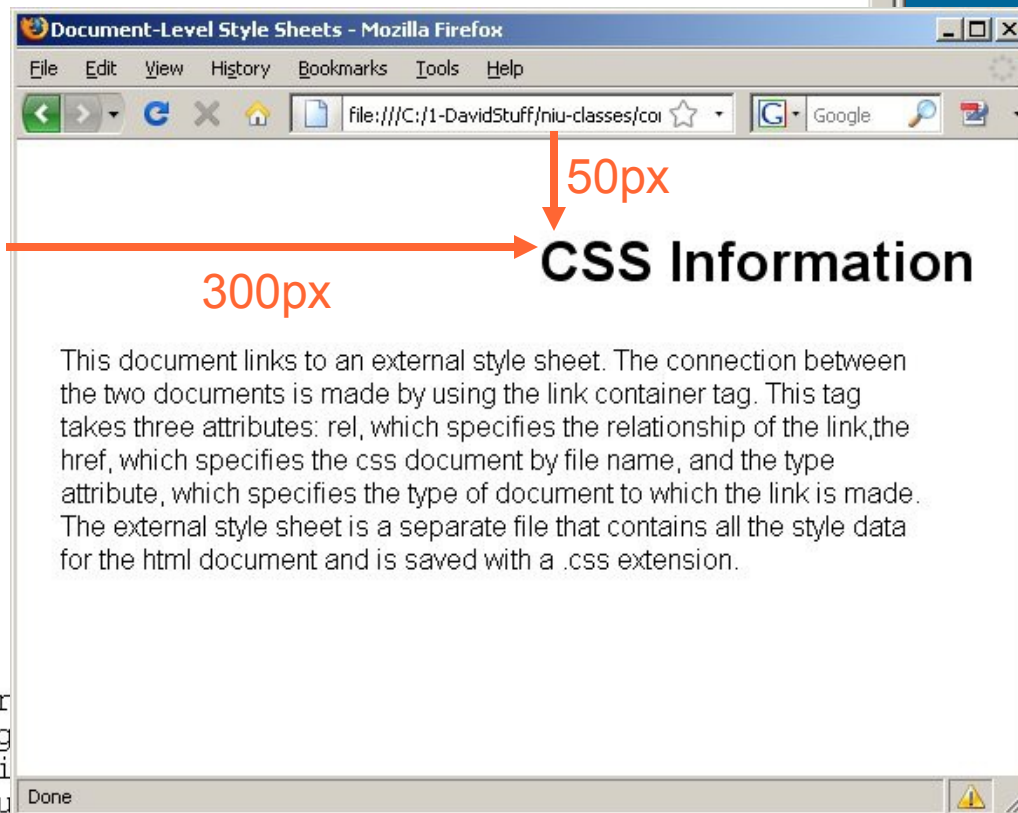 Document-Level Style Sheets - Mozilla Firefox
File Edit View History Bookmarks Tools Help
file:///C:/1-DavidStuff/niu-classes/cor G Google
50px
CSS Information
300px
This document links to an external style sheet. The connection between
the two documents is made by using the link container tag. This tag
takes three attributes: rel, which specifies the relationship of the link,the
href, which specifies the css document by file name, and the type
attribute, which specifies the type of document to which the link is made.
The external style sheet is a separate file that contains all the style data
for the html document and is saved with a .css extension.
Done